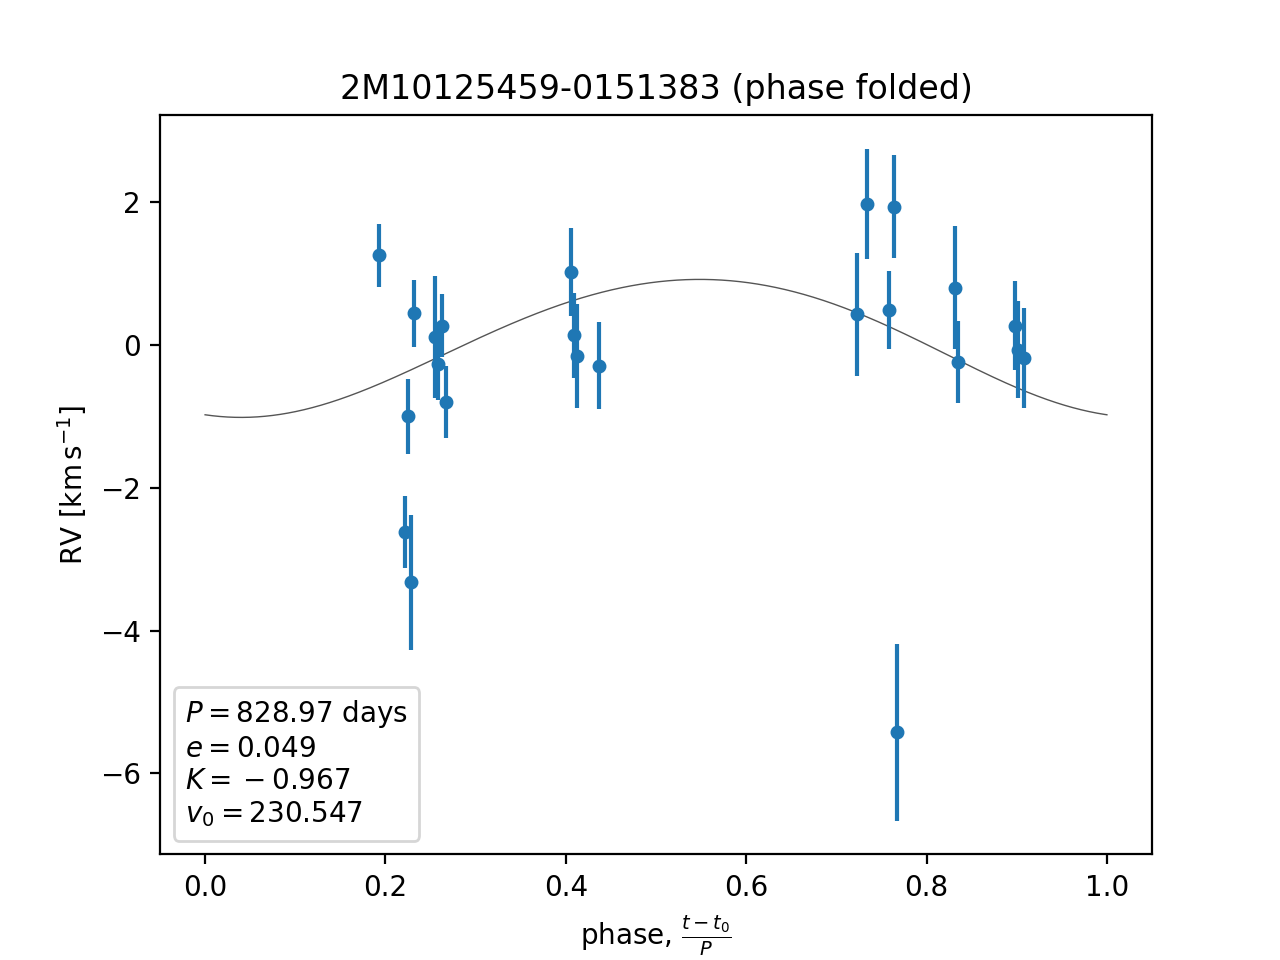 2M10125459-0151383 (phase folded)
RV [km s⁻¹]
2
0
−2
−4
−6
P = 828.97 days
e = 0.049
K = − 0.967
v₀ = 230.547
0.0 0.2 0.4 0.6 0.8 1.0
phase, (t − t₀)/P